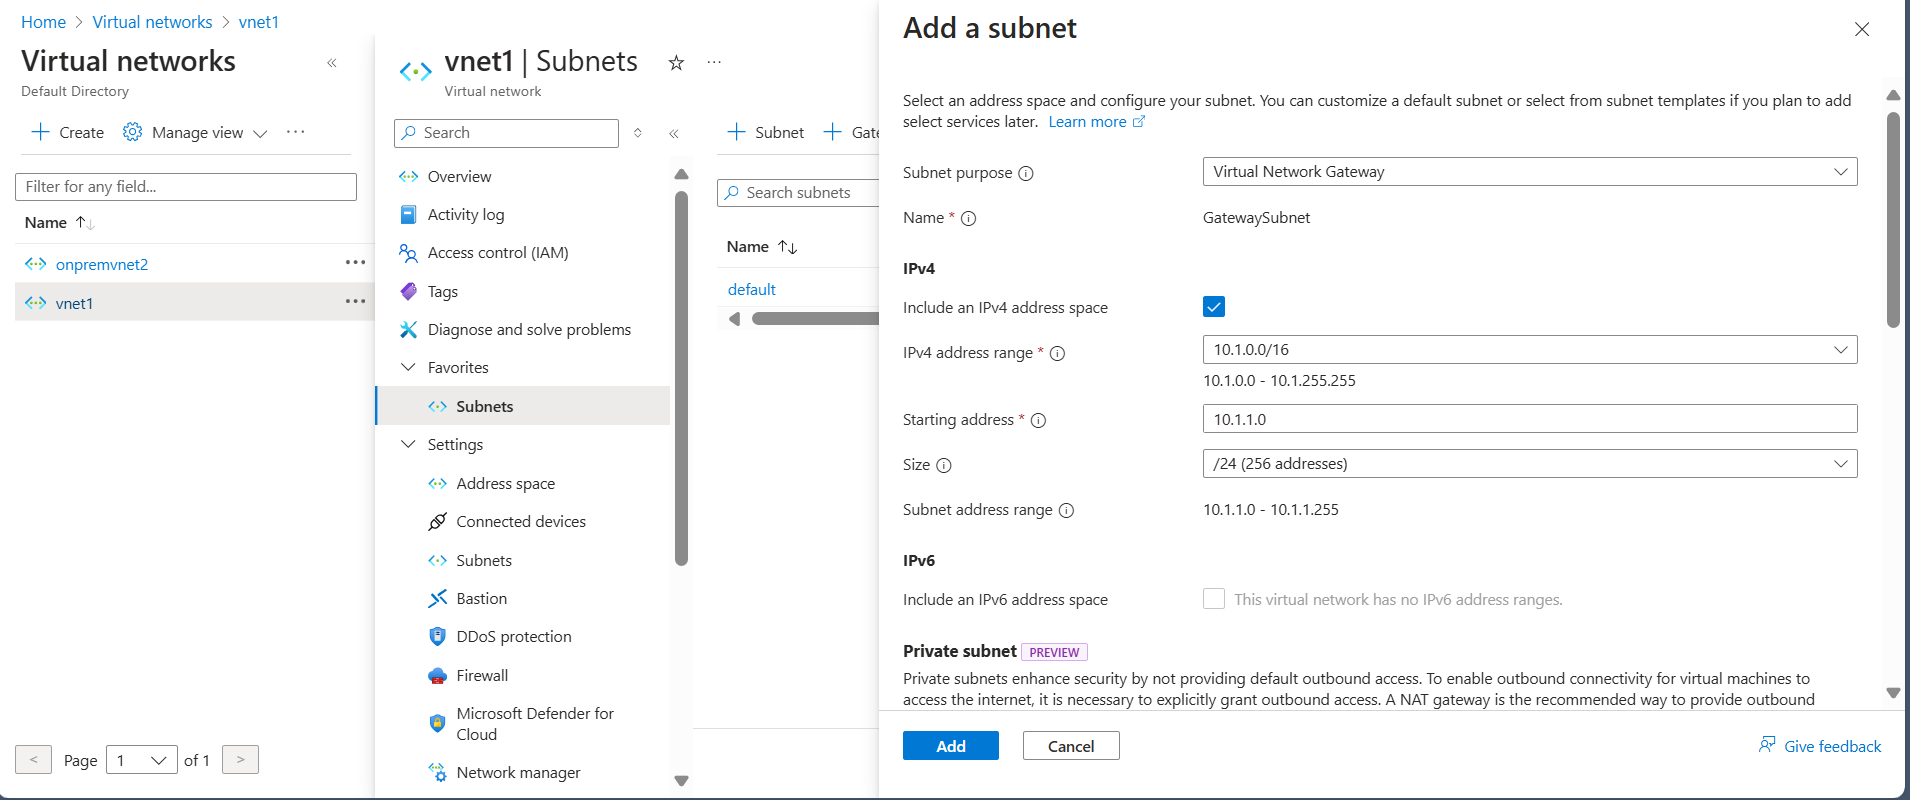 Home > Virtual networks > vnet1
Virtual networks
Default Directory
Create Manage view
Filter for any field...
Name
onpremvnet2
vnet1
< Page 1 of 1 >
vnet1 | Subnets
Virtual network
Search
Overview
Activity log
Access control (IAM)
Tags
Diagnose and solve problems
Favorites
Subnets
Settings
Address space
Connected devices
Subnets
Bastion
DDoS protection
Firewall
Microsoft Defender for
Cloud
Network manager
Subnet Gate
Search subnets
Name
default
Add a subnet
Select an address space and configure your subnet. You can customize a default subnet or select from subnet templates if you plan to add
select services later. Learn more
Subnet purpose Virtual Network Gateway
Name * GatewaySubnet
IPv4
Include an IPv4 address space
IPv4 address range * 10.1.0.0/16
10.1.0.0 - 10.1.255.255
Starting address * 10.1.1.0
Size /24 (256 addresses)
Subnet address range 10.1.1.0 - 10.1.1.255
IPv6
Include an IPv6 address space This virtual network has no IPv6 address ranges.
Private subnet PREVIEW
Private subnets enhance security by not providing default outbound access. To enable outbound connectivity for virtual machines to
access the internet, it is necessary to explicitly grant outbound access. A NAT gateway is the recommended way to provide outbound
Add Cancel Give feedback